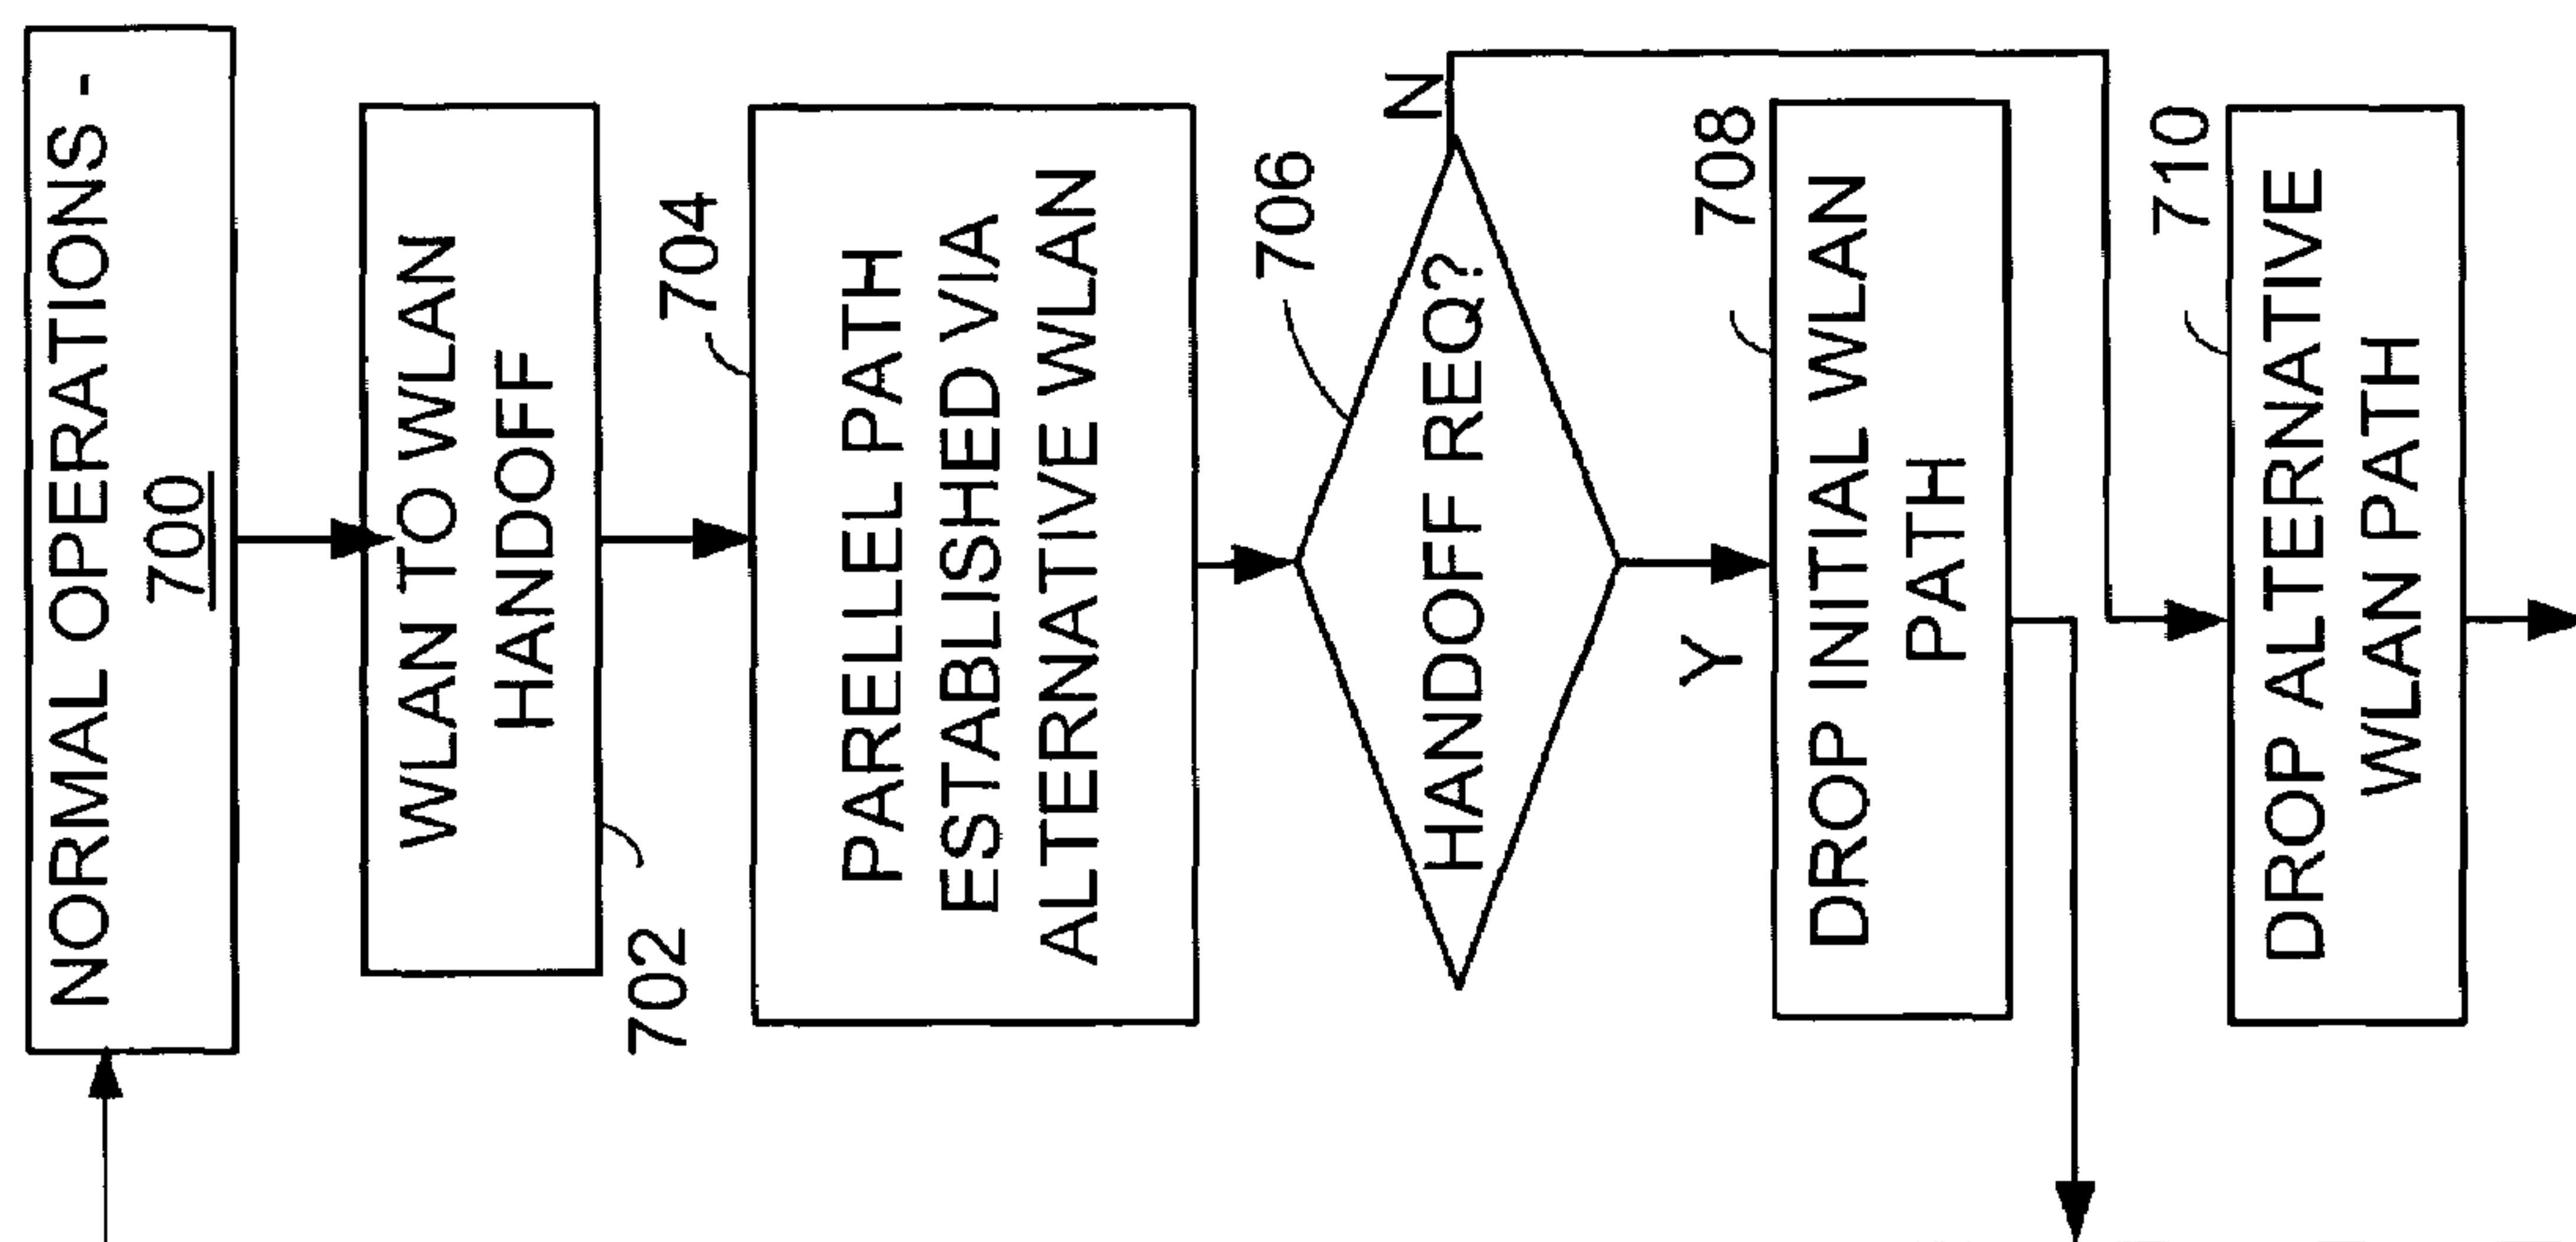 NORMAL OPERATIONS -
700
WLAN TO WLAN
HANDOFF
702
704
PARELLEL PATH
ESTABLISHED VIA
ALTERNATIVE WLAN
706
HANDOFF REQ?
N
Y
708
DROP INITIAL WLAN
PATH
710
DROP ALTERNATIVE
WLAN PATH